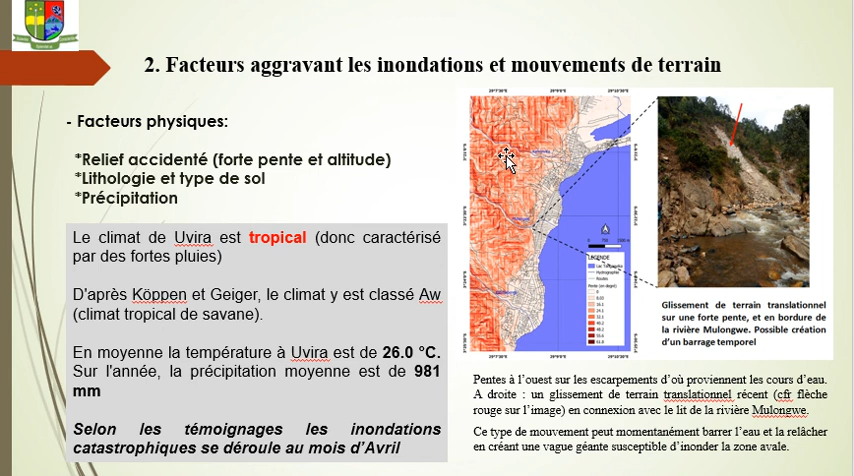 2. Facteurs aggravant les inondations et mouvements de terrain
- Facteurs physiques:
*Relief accidenté (forte pente et altitude)
*Lithologie et type de sol
*Précipitation
Le climat de Uvira est tropical (donc caractérisé
par des fortes pluies)
D'après Köppen et Geiger, le climat y est classé Aw
(climat tropical de savane).
En moyenne la température à Uvira est de 26.0 °C.
Sur l'année, la précipitation moyenne est de 981
mm
Selon les témoignages les inondations
catastrophiques se déroule au mois d'Avril
LEGENDE
Glissement de terrain translationnel
sur une forte pente, et en bordure de
la rivière Mulongwe. Possible création
d'un barrage temporel
Pentes à l'ouest sur les escarpements d'où proviennent les cours d'eau.
A droite : un glissement de terrain translationnel récent (cfr flèche
rouge sur l'image) en connexion avec le lit de la rivière Mulongwe.
Ce type de mouvement peut momentanément barrer l'eau et la relâcher
en créant une vague géante susceptible d'inonder la zone avale.